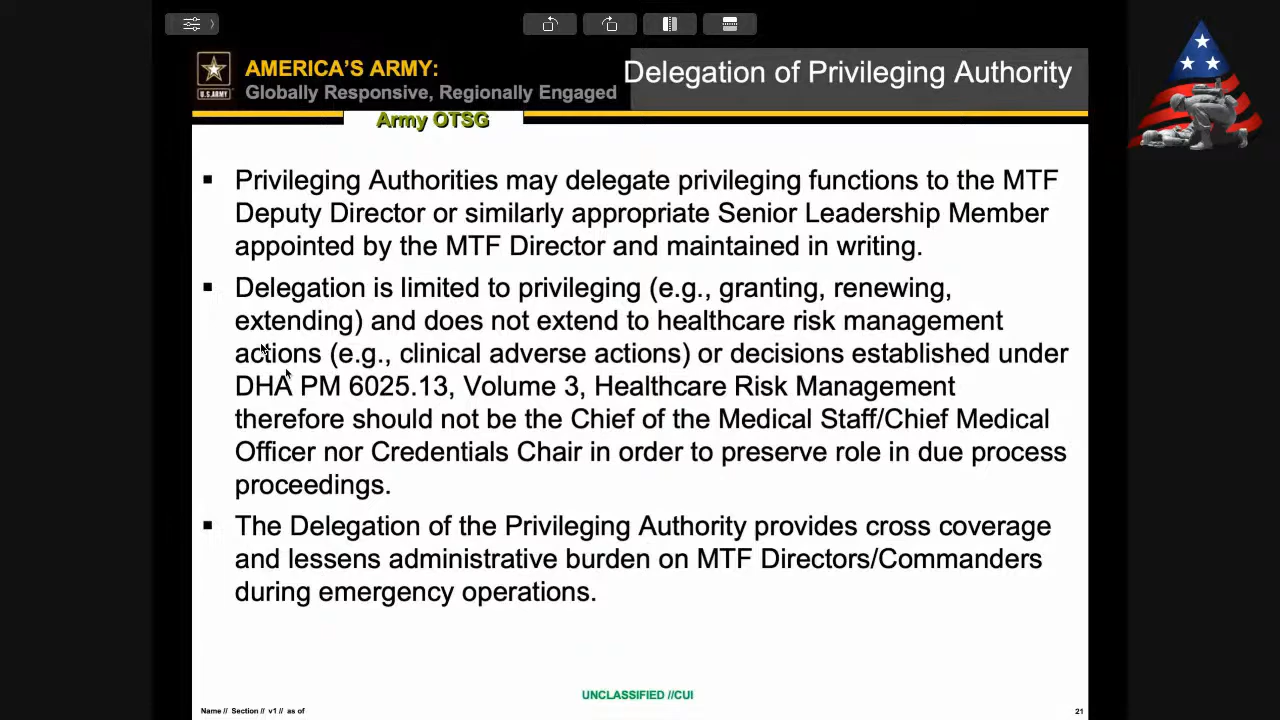 AMERICA'S ARMY:
Globally Responsive, Regionally Engaged
Delegation of Privileging Authority
U.S.ARMY
Army OTSG
▪ Privileging Authorities may delegate privileging functions to the MTF
Deputy Director or similarly appropriate Senior Leadership Member
appointed by the MTF Director and maintained in writing.
▪ Delegation is limited to privileging (e.g., granting, renewing,
extending) and does not extend to healthcare risk management
actions (e.g., clinical adverse actions) or decisions established under
DHA PM 6025.13, Volume 3, Healthcare Risk Management
therefore should not be the Chief of the Medical Staff/Chief Medical
Officer nor Credentials Chair in order to preserve role in due process
proceedings.
▪ The Delegation of the Privileging Authority provides cross coverage
and lessens administrative burden on MTF Directors/Commanders
during emergency operations.
UNCLASSIFIED //CUI
Name // Section // v1 // as of
21